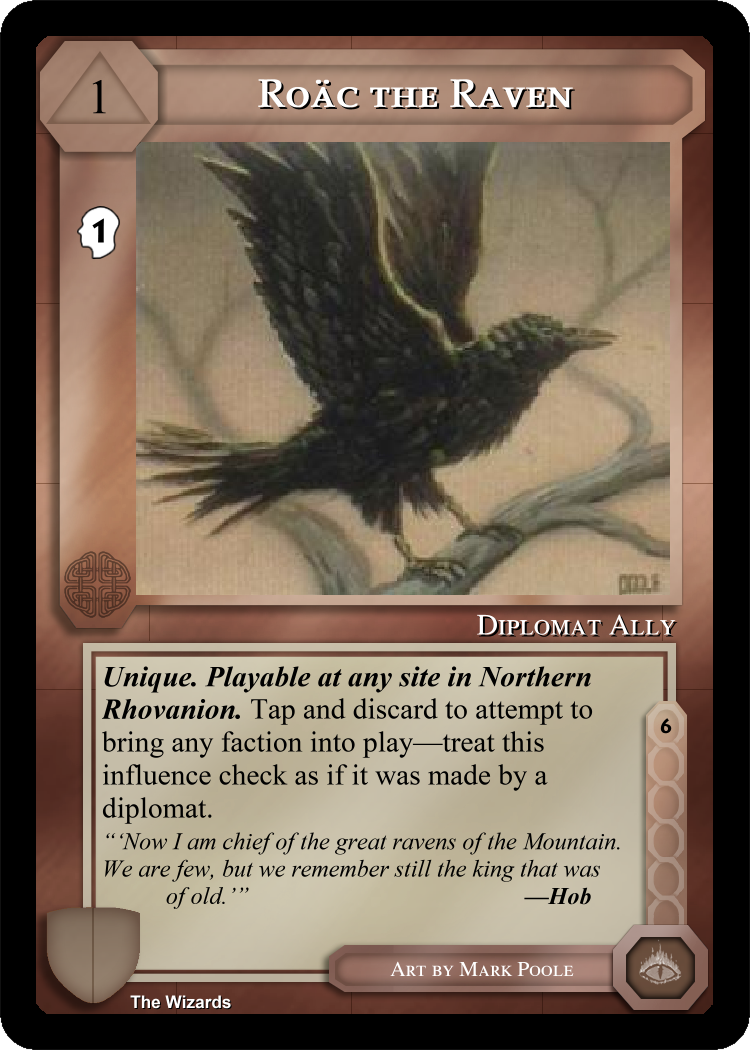 1
Roäc the Raven
1
Diplomat Ally
Unique. Playable at any site in Northern
Rhovanion. Tap and discard to attempt to
bring any faction into play—treat this
influence check as if it was made by a
diplomat.
6
“‘Now I am chief of the great ravens of the Mountain.
We are few, but we remember still the king that was
of old.’” —Hob
Art by Mark Poole
The Wizards